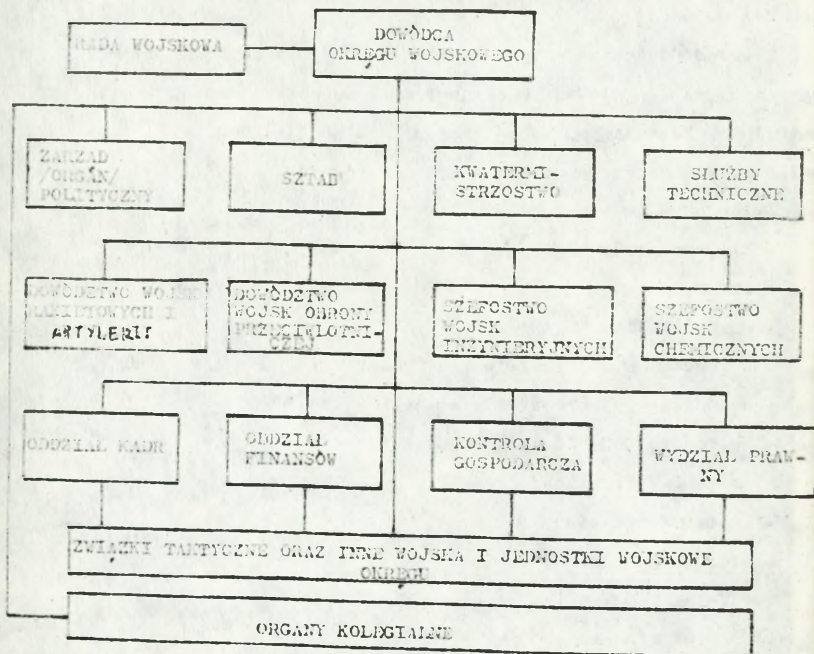 RADA WOJSKOWA
DOWÓDCA
OKRĘGU WOJSKOWEGO
ZARZĄD
/ORGAN/
POLITYCZNY
SZTAB
KWATERMI-
STRZOSTWO
SŁUŻBY
TECHNICZNE
DOWÓDZTWO WOJSK
RAKIETOWYCH I
ARTYLERII
DOWÓDZTWO
WOJSK OBRONY
PRZECIWLOTNI-
CZEJ
SZEFOSTWO
WOJSK
INŻYNIERYJNYCH
SZEFOSTWO
WOJSK
CHEMICZNYCH
ODDZIAŁ KADR
ODDZIAŁ
FINANSÓW
KONTROLA
GOSPODARCZA
WYDZIAŁ PRAW-
NY
ZWIĄZKI TAKTYCZNE ORAZ INNE WOJSKA I JEDNOSTKI WOJSKOWE
OKRĘGU
ORGANY KOLEGIALNE